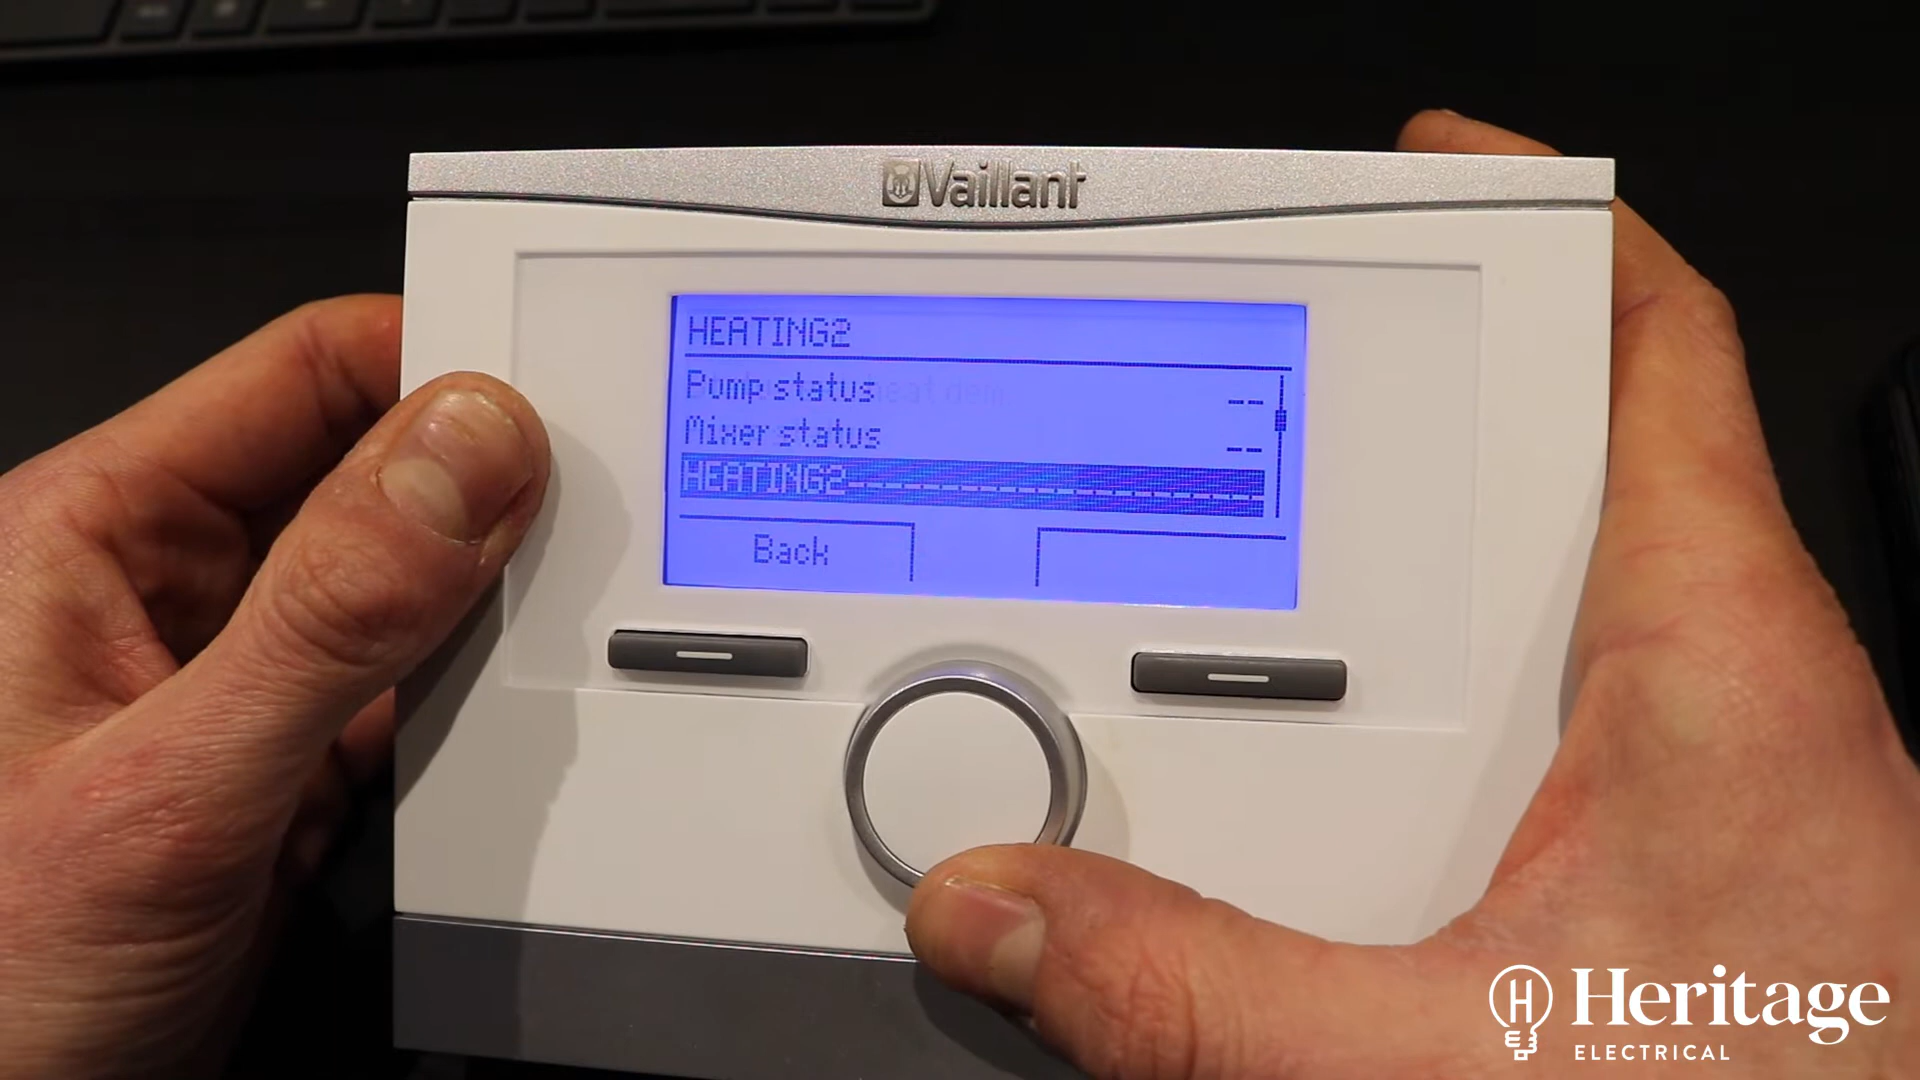 Vaillant
HEATING2
Pump status --
Mixer status --
HEATING2--------------------
Back
Heritage
ELECTRICAL